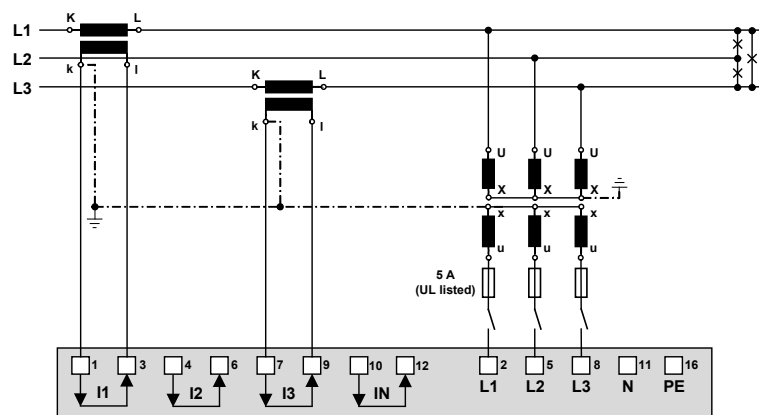 K L
L1
L2
k l
K L
L3
k l
U U U
X X X
x x x
u u u
5 A
(UL listed)
1 3 4 6 7 9 10 12 2 5 8 11 16
I1 I2 I3 IN L1 L2 L3 N PE